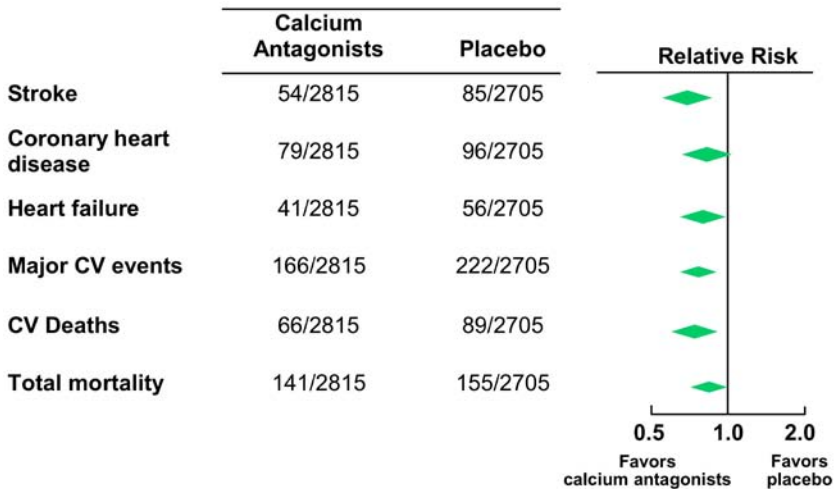 Calcium
Antagonists Placebo
Relative Risk
Stroke 54/2815 85/2705
Coronary heart
disease 79/2815 96/2705
Heart failure 41/2815 56/2705
Major CV events 166/2815 222/2705
CV Deaths 66/2815 89/2705
Total mortality 141/2815 155/2705
0.5 1.0 2.0
Favors
calcium antagonists
Favors
placebo